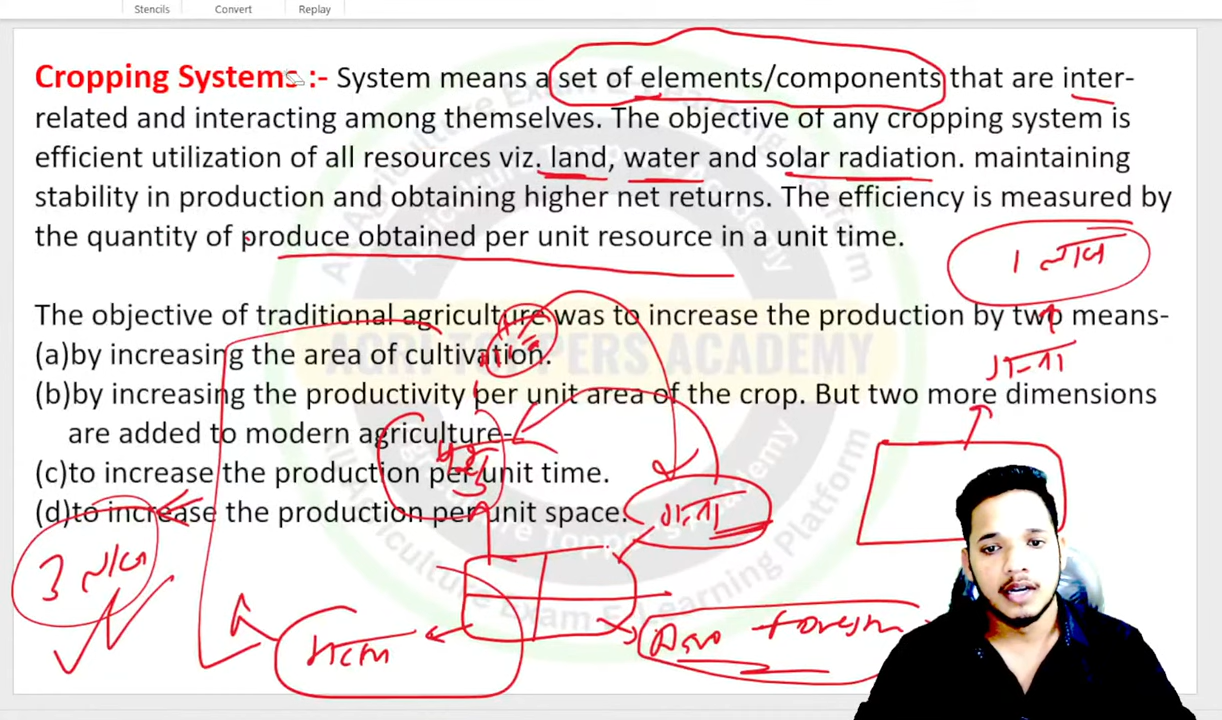 Stencils Convert Replay
Cropping Systems :- System means a set of elements/components that are inter-
related and interacting among themselves. The objective of any cropping system is
efficient utilization of all resources viz. land, water and solar radiation. maintaining
stability in production and obtaining higher net returns. The efficiency is measured by
the quantity of produce obtained per unit resource in a unit time.
The objective of traditional agriculture was to increase the production by two means-
(a)by increasing the area of cultivation.
(b)by increasing the productivity per unit area of the crop. But two more dimensions
are added to modern agriculture-
(c)to increase the production per unit time.
(d)to increase the production per unit space.
AGRI TOPPERS ACADEMY